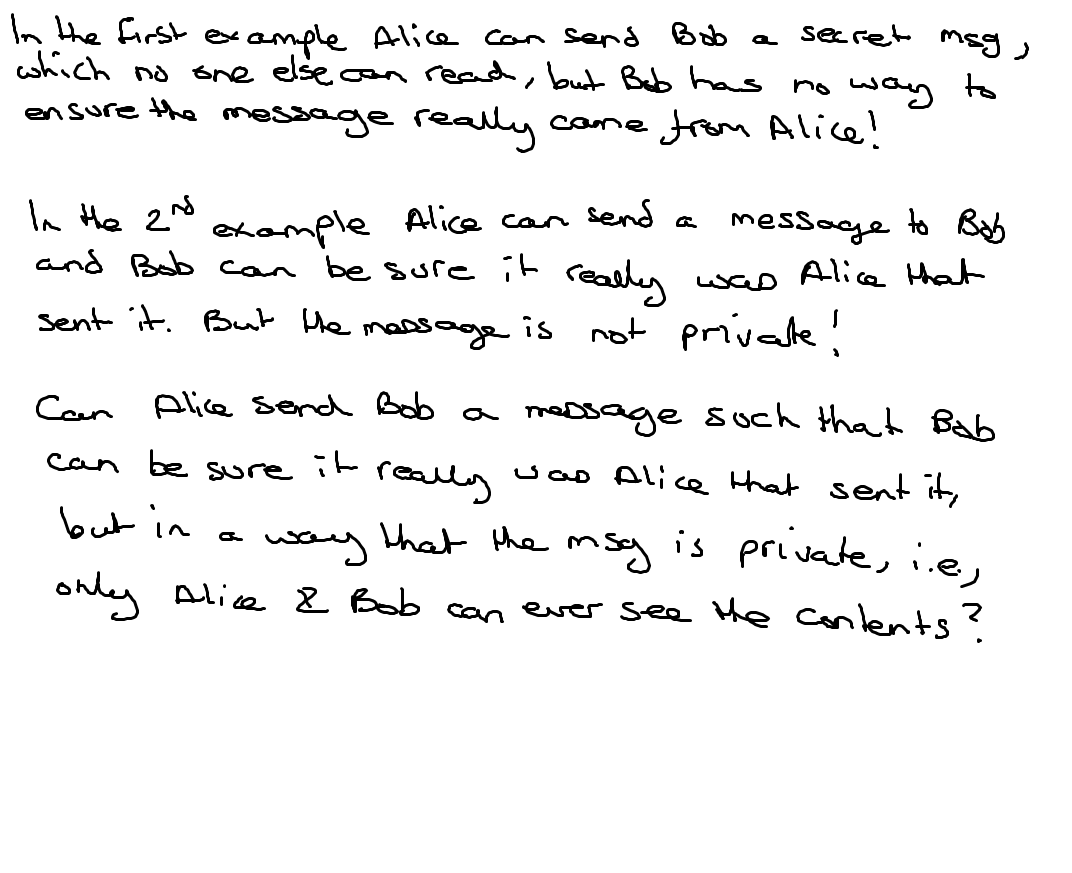 In the first example Alice can send Bob a secret msg,
which no one else can read, but Bob has no way to
ensure the message really came from Alice!
In the 2nd example Alice can send a message to Bob
and Bob can be sure it really was Alice that
sent it. But the message is not private!
Can Alice send Bob a message such that Bob
can be sure it really was Alice that sent it,
but in a way that the msg is private, i.e.,
only Alice & Bob can ever see the contents?